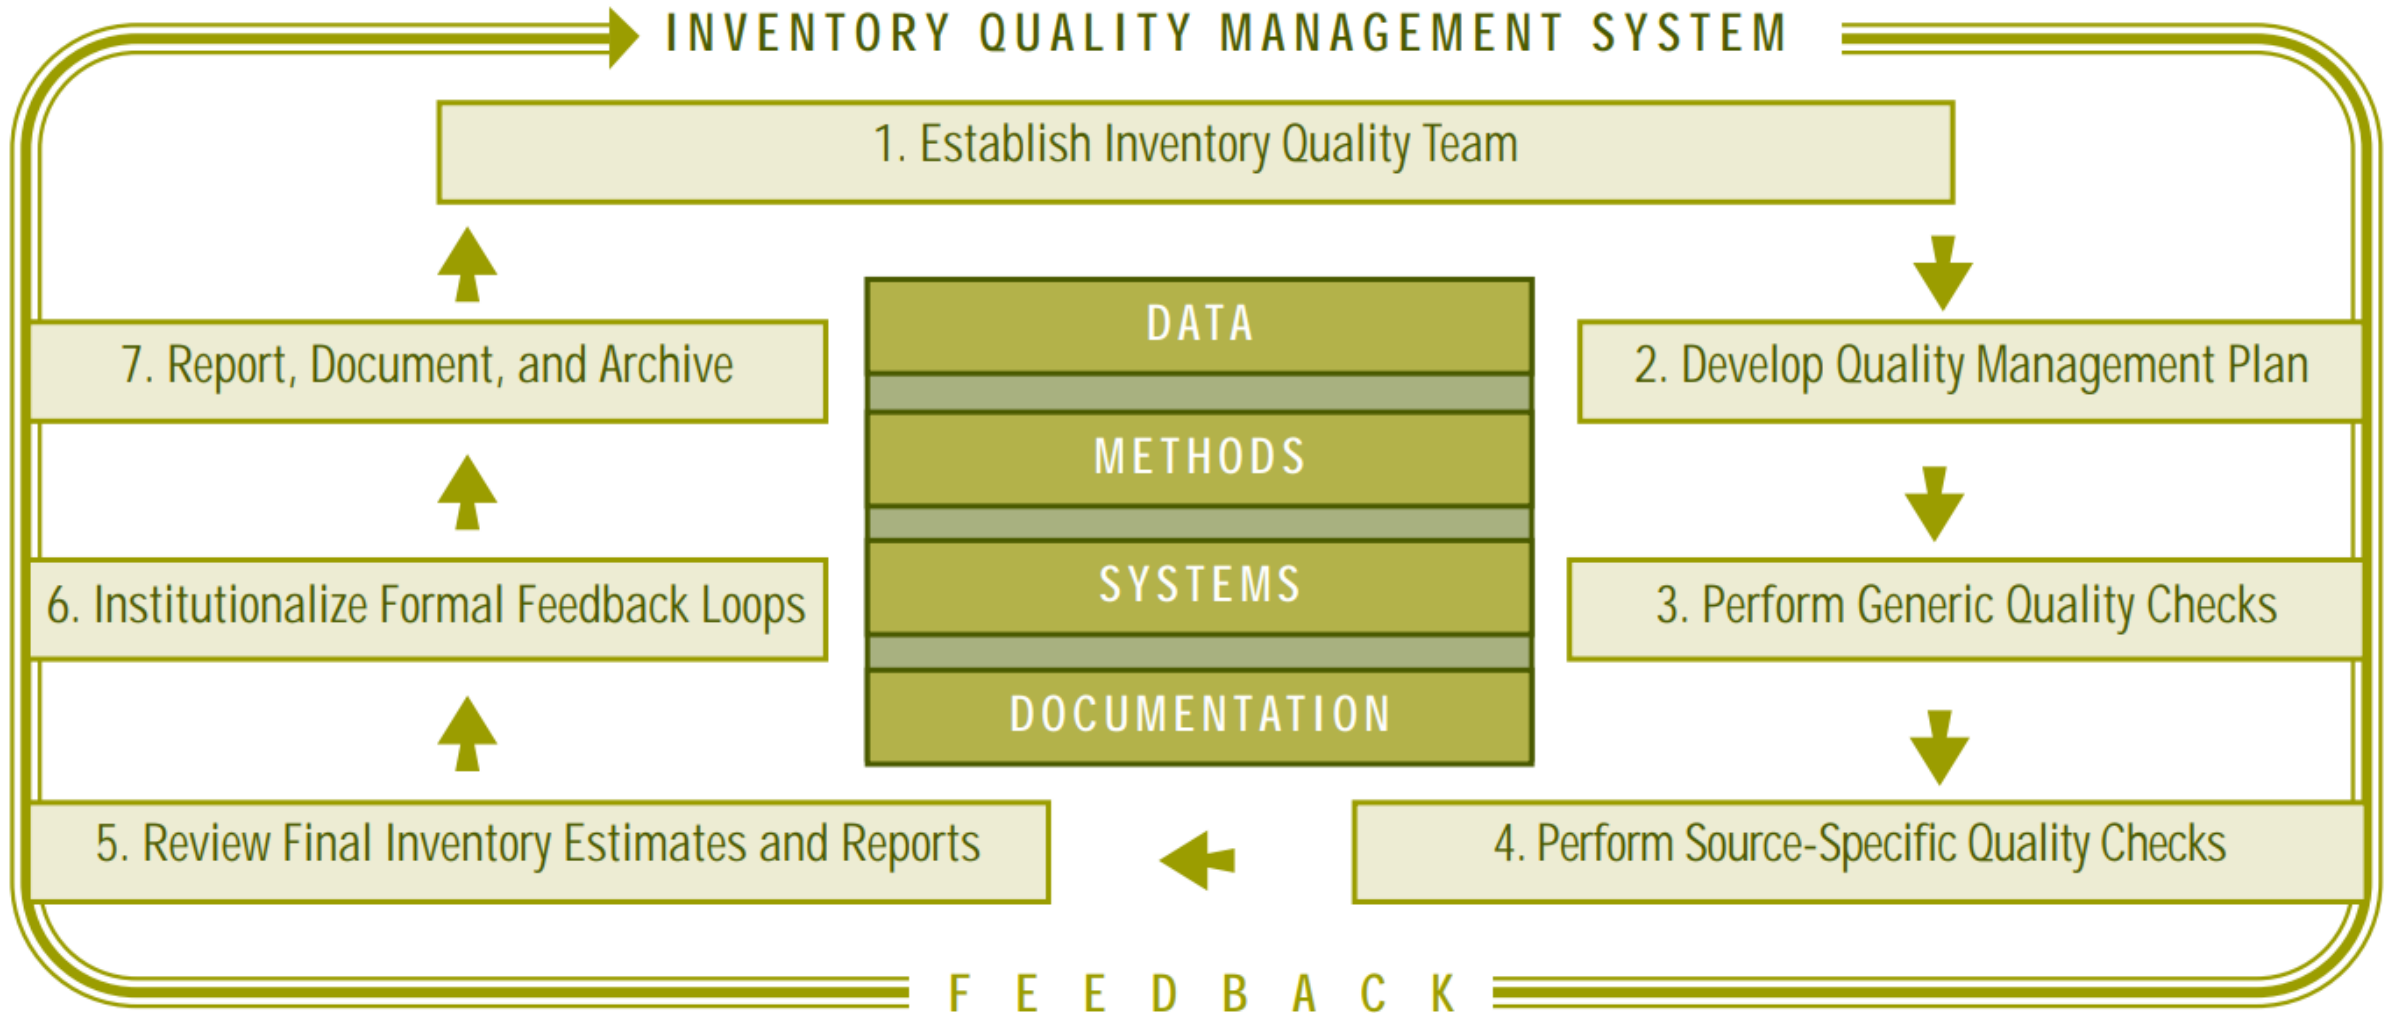 INVENTORY QUALITY MANAGEMENT SYSTEM
1. Establish Inventory Quality Team
DATA
7. Report, Document, and Archive
2. Develop Quality Management Plan
METHODS
SYSTEMS
6. Institutionalize Formal Feedback Loops
3. Perform Generic Quality Checks
DOCUMENTATION
5. Review Final Inventory Estimates and Reports
4. Perform Source-Specific Quality Checks
FEEDBACK